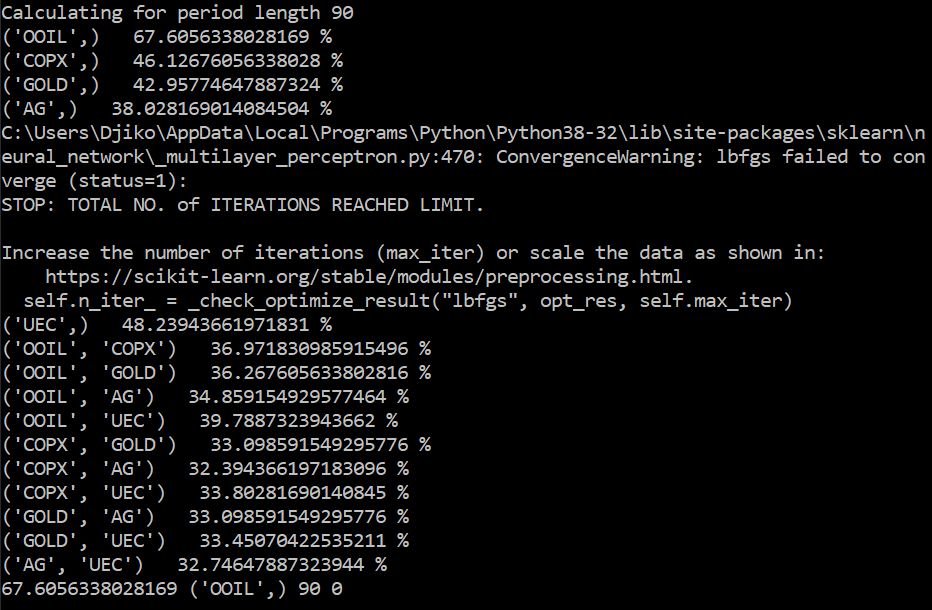 Calculating for period length 90
('OOIL',)   67.6056338028169 %
('COPX',)   46.12676056338028 %
('GOLD',)   42.95774647887324 %
('AG',)   38.028169014084504 %
C:\Users\Djiko\AppData\Local\Programs\Python\Python38-32\lib\site-packages\sklearn\n
eural_network\_multilayer_perceptron.py:470: ConvergenceWarning: lbfgs failed to con
verge (status=1):
STOP: TOTAL NO. of ITERATIONS REACHED LIMIT.

Increase the number of iterations (max_iter) or scale the data as shown in:
    https://scikit-learn.org/stable/modules/preprocessing.html.
  self.n_iter_ = _check_optimize_result("lbfgs", opt_res, self.max_iter)
('UEC',)   48.23943661971831 %
('OOIL', 'COPX')   36.971830985915496 %
('OOIL', 'GOLD')   36.267605633802816 %
('OOIL', 'AG')   34.859154929577464 %
('OOIL', 'UEC')   39.7887323943662 %
('COPX', 'GOLD')   33.098591549295776 %
('COPX', 'AG')   32.394366197183096 %
('COPX', 'UEC')   33.80281690140845 %
('GOLD', 'AG')   33.098591549295776 %
('GOLD', 'UEC')   33.45070422535211 %
('AG', 'UEC')   32.74647887323944 %
67.6056338028169 ('OOIL',) 90 0